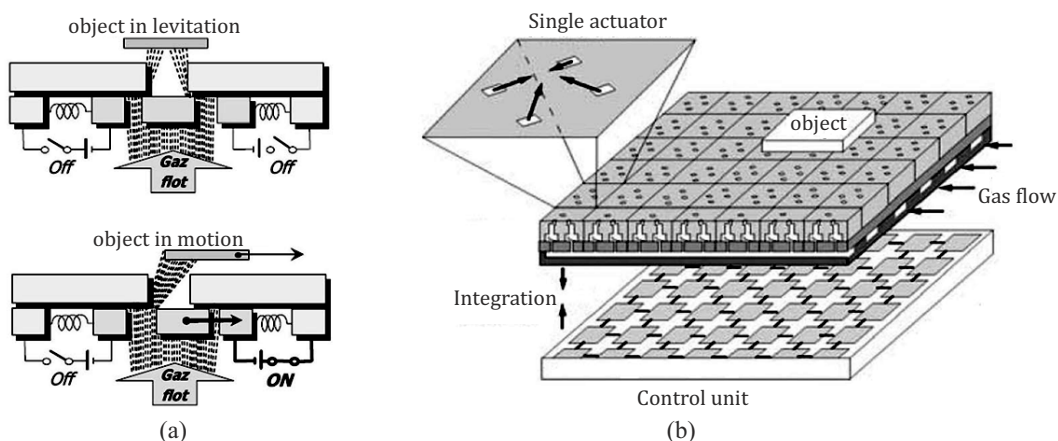 object in levitation
Off
Off
Gaz
flot
object in motion
Off
ON
Gaz
flot
(a)
Single actuator
object
Gas flow
Integration
Control unit
(b)